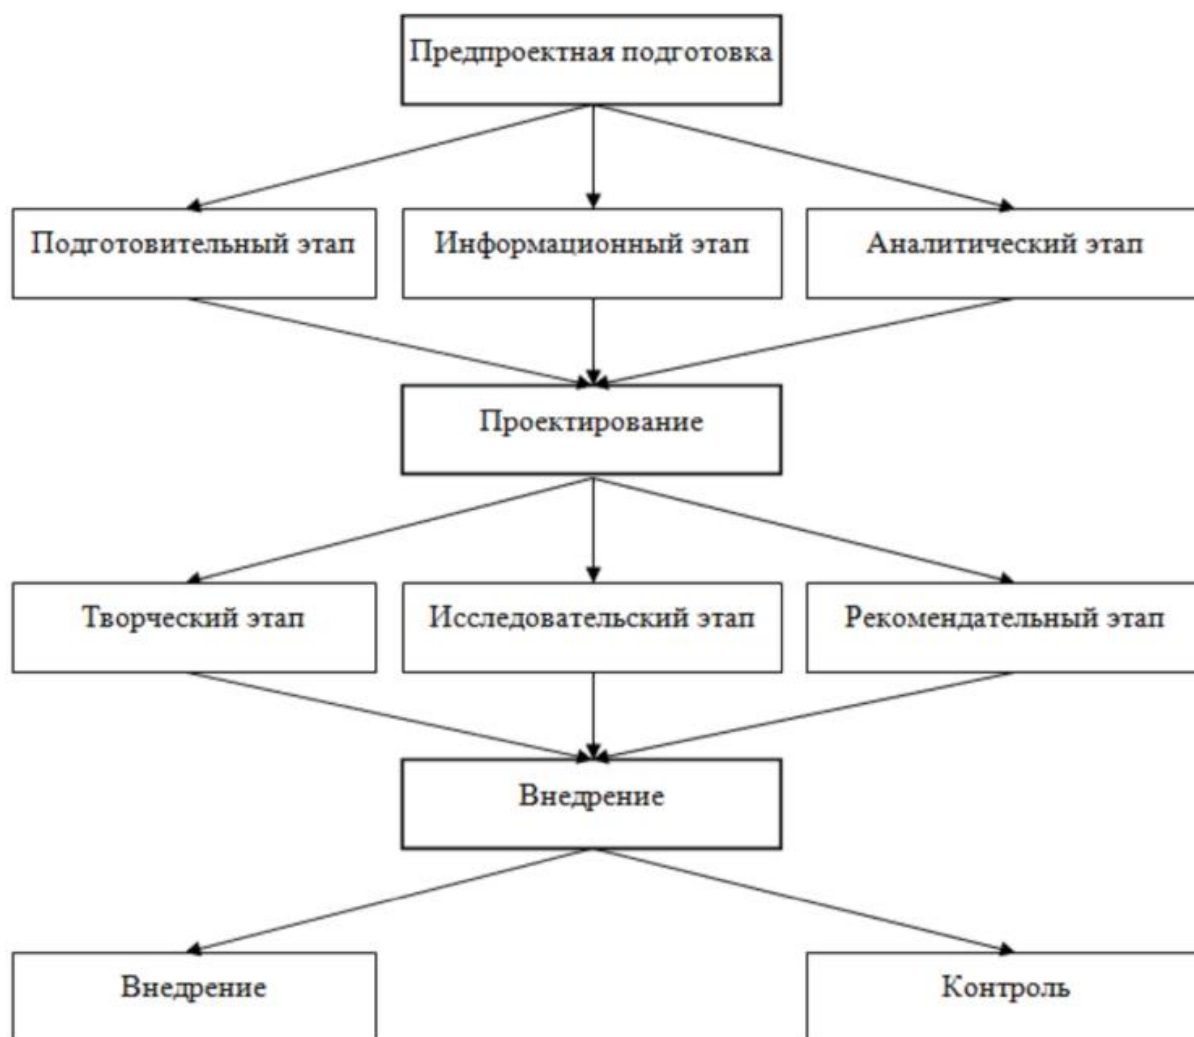 Предпроектная подготовка
Подготовительный этап
Информационный этап
Аналитический этап
Проектирование
Творческий этап
Исследовательский этап
Рекомендательный этап
Внедрение
Внедрение
Контроль